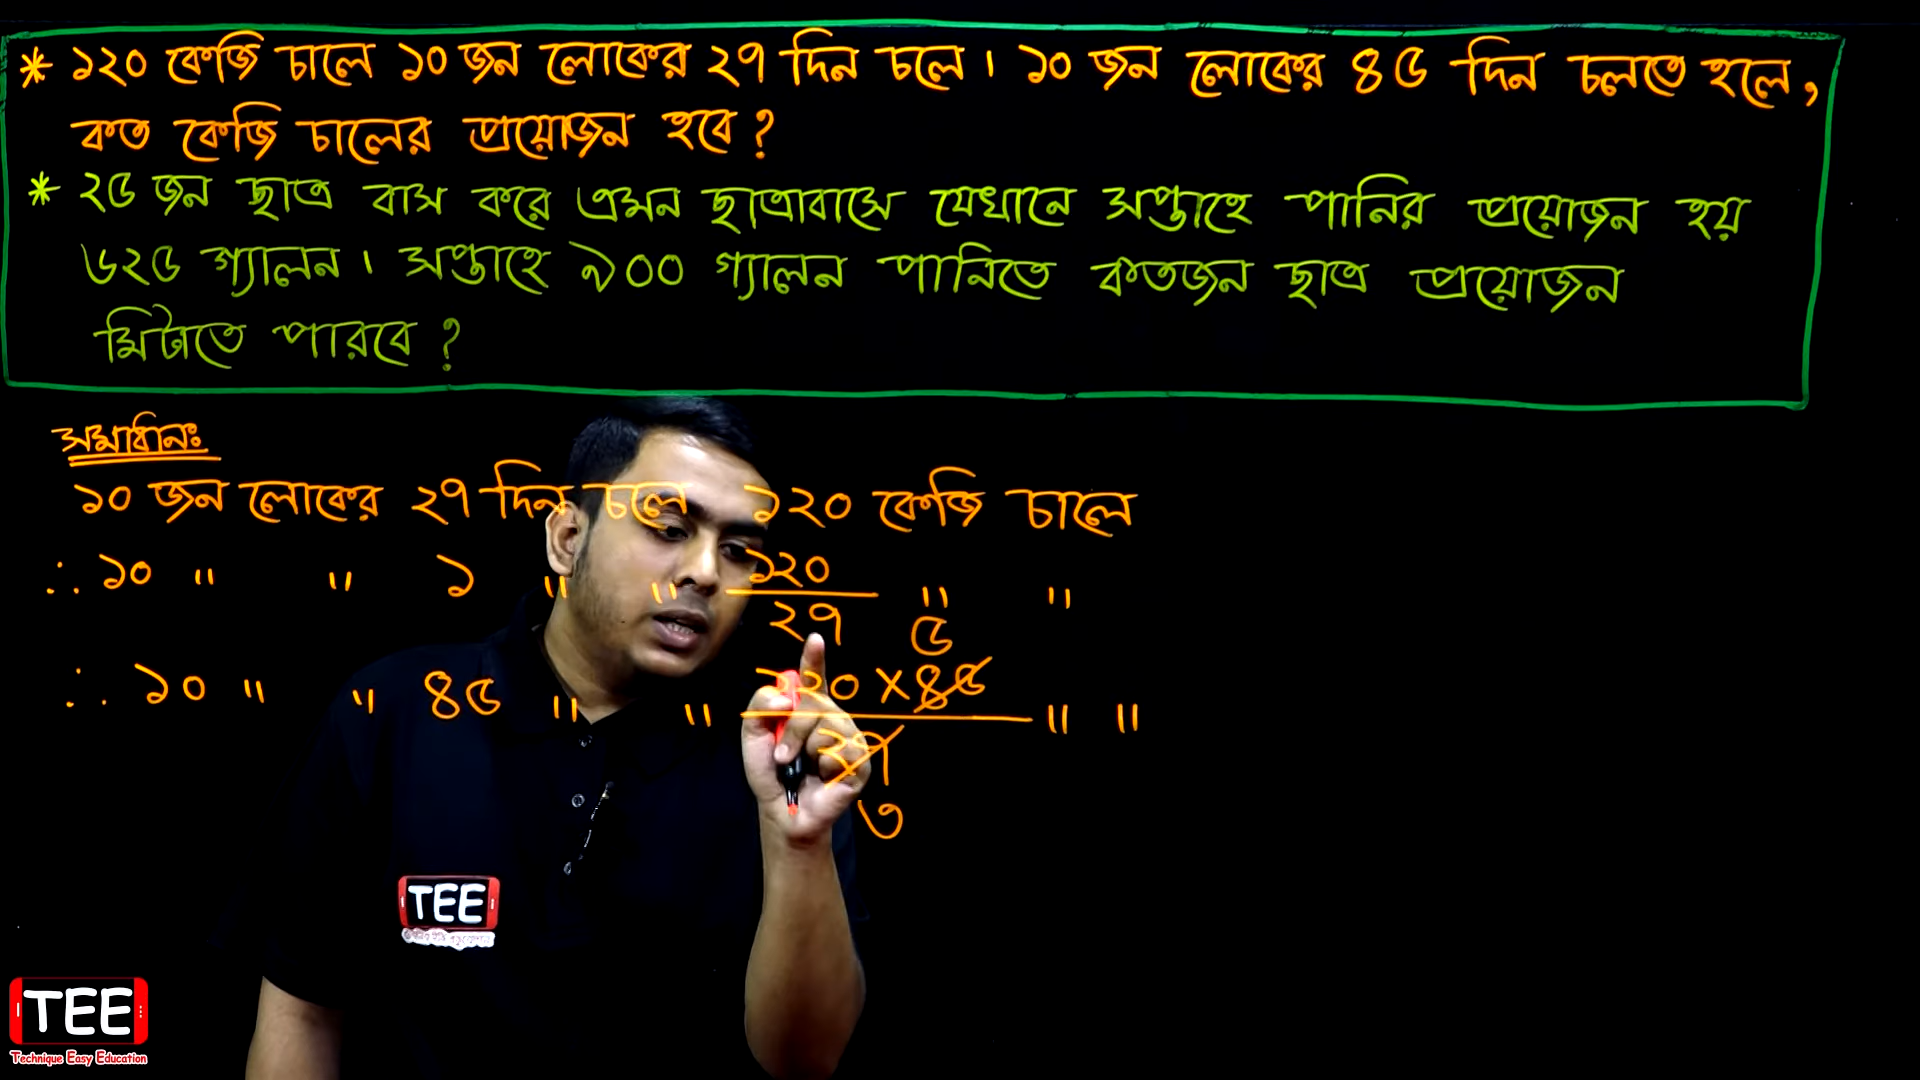 * ১২০ কেজি চালে ১০ জন লোকের ২৭ দিন চলে। ১০ জন লোকের ৪৫ দিন চলতে হলে,
কত কেজি চালের প্রয়োজন হবে?
* ২৫ জন ছাত্র বাস করে এমন ছাত্রাবাসে যেখানে সপ্তাহে পানির প্রয়োজন হয়
৬২৫ গ্যালন। সপ্তাহে ৯০০ গ্যালন পানিতে কতজন ছাত্র প্রয়োজন
মিটাতে পারবে?
সমাধানঃ
১০ জন লোকের ২৭ দিন চলে ১২০ কেজি চালে
∴ ১০ " " ১ " " ১২০/২৭ " "
৫
∴ ১০ " " ৪৫ " " ১২০ × ৪৫/২৭ " "
৩
TEE
TEE
Technique Easy Education